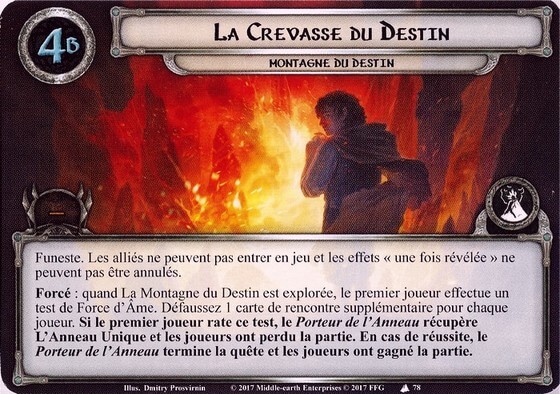 4B
La Crevasse du Destin
Montagne du Destin
–
Funeste. Les alliés ne peuvent pas entrer en jeu et les effets « une fois révélée » ne
peuvent pas être annulés.
Forcé : quand La Montagne du Destin est explorée, le premier joueur effectue un
test de Force d’Âme. Défaussez 1 carte de rencontre supplémentaire pour chaque
joueur. Si le premier joueur rate ce test, le Porteur de l’Anneau récupère
L’Anneau Unique et les joueurs ont perdu la partie. En cas de réussite, le
Porteur de l’Anneau termine la quête et les joueurs ont gagné la partie.
Illus. Dmitry Prosvirnin © 2017 Middle-earth Enterprises © 2017 FFG 78